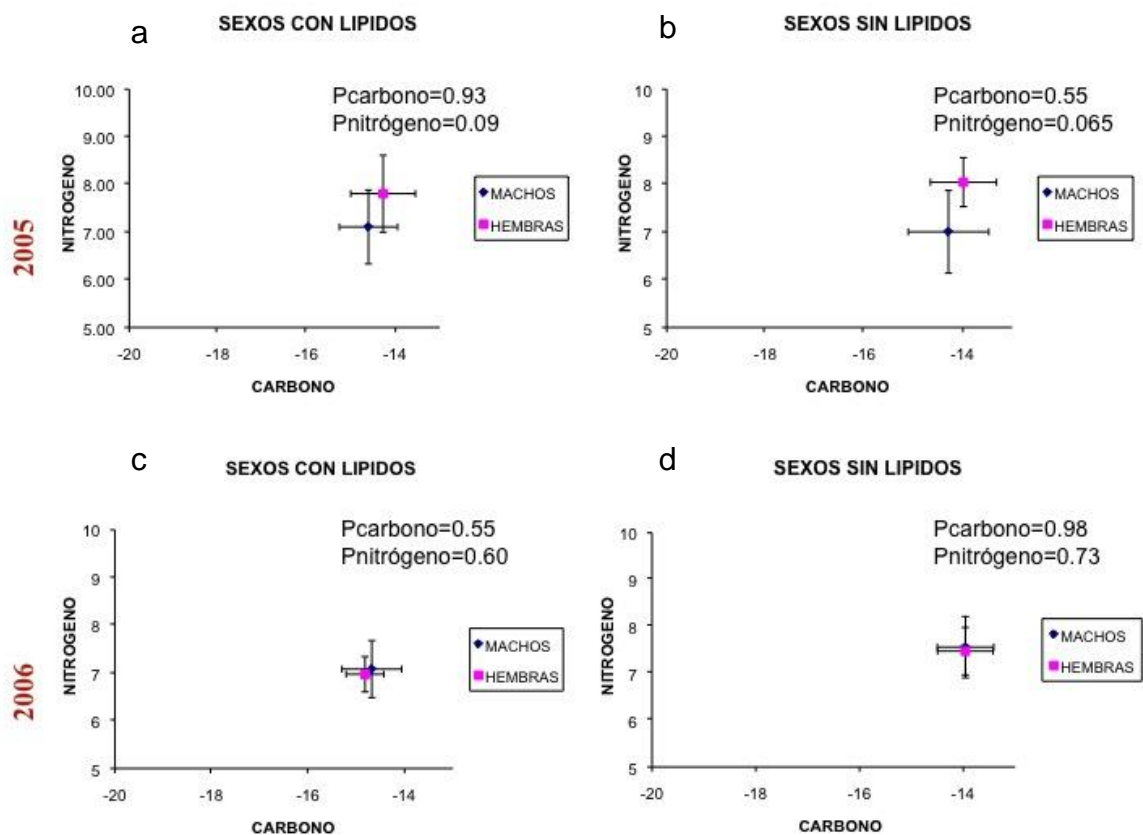 a
SEXOS CON LIPIDOS
Pcarbono=0.93
Pnitrógeno=0.09
10.00
9.00
8.00
7.00
6.00
5.00
NITROGENO
MACHOS
HEMBRAS
-20
-18
-16
-14
CARBONO
2005
b
SEXOS SIN LIPIDOS
Pcarbono=0.55
Pnitrógeno=0.065
10
9
8
7
6
5
NITROGENO
MACHOS
HEMBRAS
-20
-18
-16
-14
CARBONO
c
SEXOS CON LIPIDOS
Pcarbono=0.55
Pnitrógeno=0.60
10
9
8
7
6
5
NITROGENO
MACHOS
HEMBRAS
-20
-18
-16
-14
CARBONO
2006
d
SEXOS SIN LIPIDOS
Pcarbono=0.98
Pnitrógeno=0.73
10
9
8
7
6
5
NITROGENO
MACHOS
HEMBRAS
-20
-18
-16
-14
CARBONO